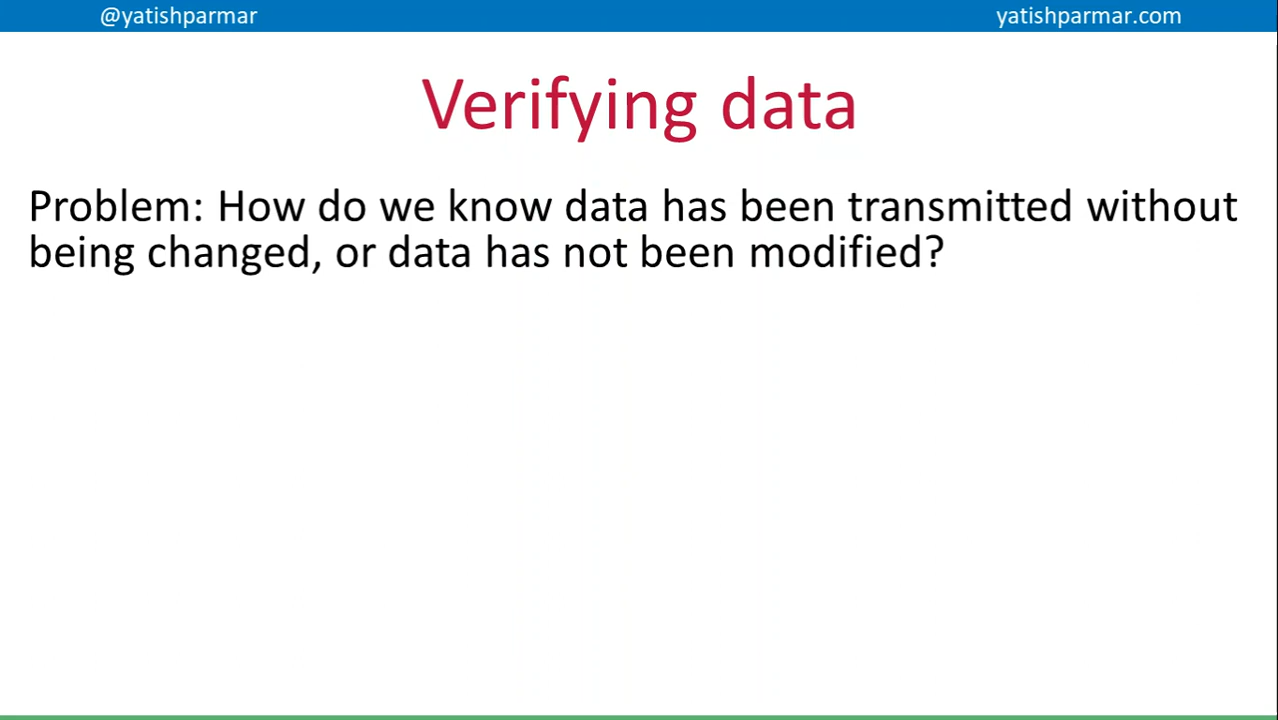 @yatishparmar
yatishparmar.com
Verifying data
Problem: How do we know data has been transmitted without
being changed, or data has not been modified?